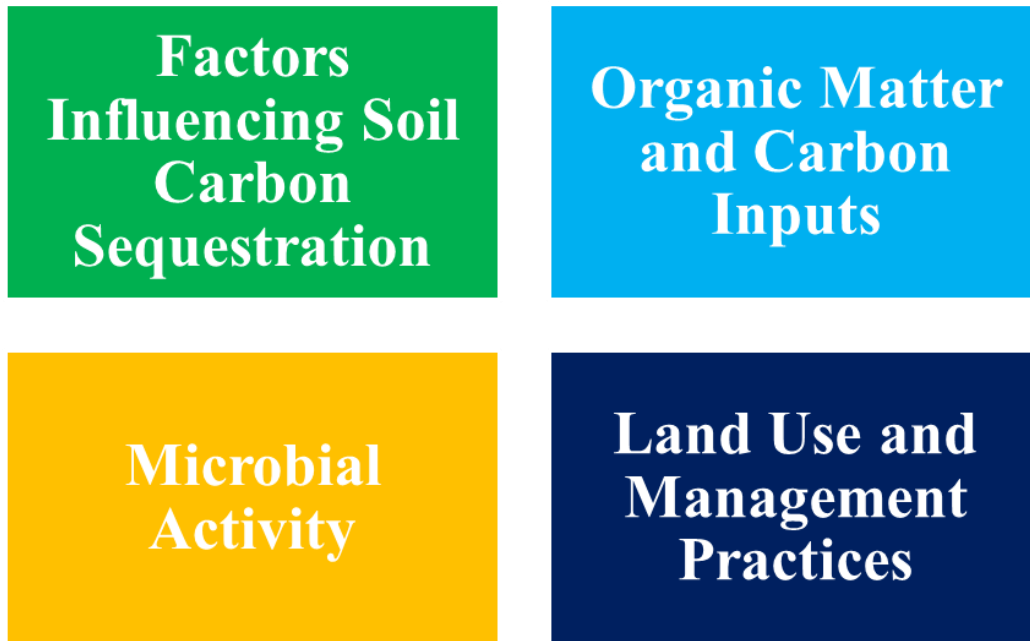 Factors
Influencing Soil
Carbon
Sequestration
Organic Matter
and Carbon
Inputs
Microbial
Activity
Land Use and
Management
Practices